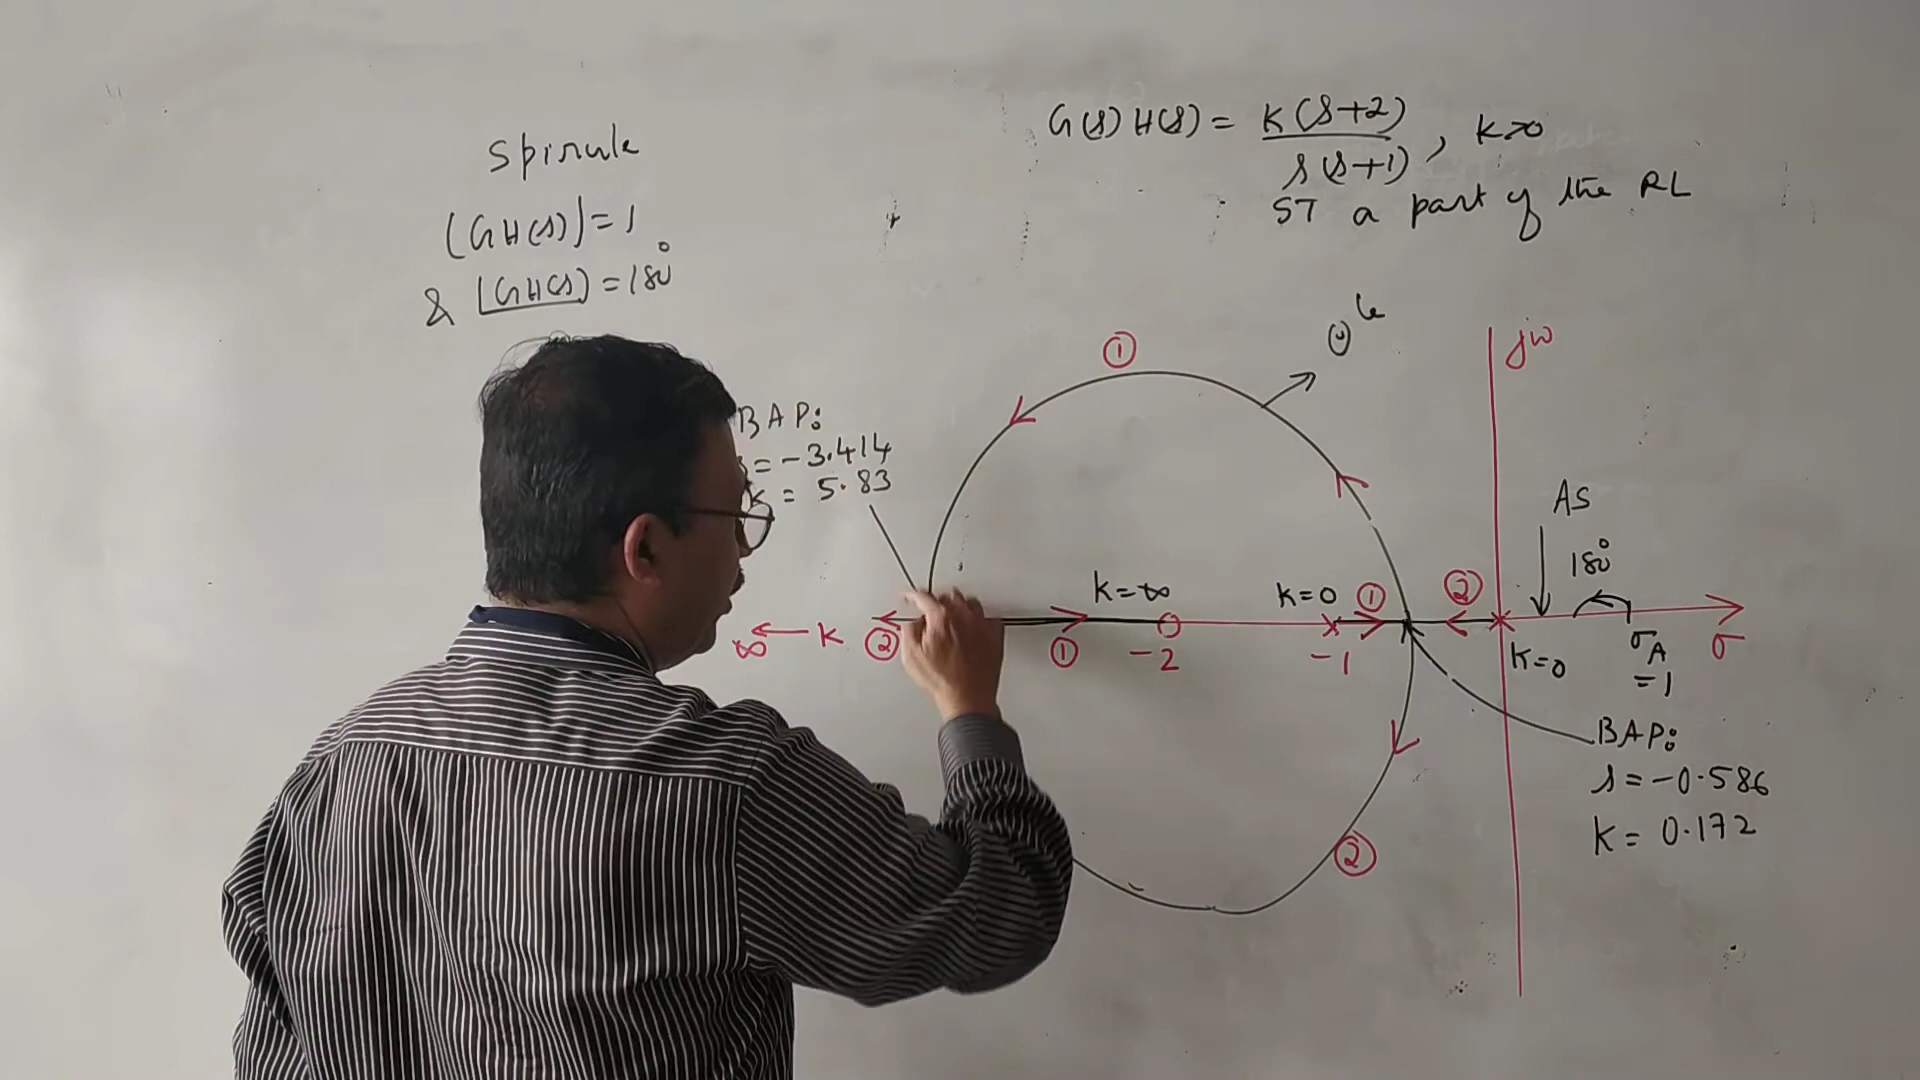 Spirule
|GH(s)| = 1
& ∠GH(s) = 180°
G(s)H(s) = K(s+2) / s(s+1), K>0
ST a part of the RL
is
①
jω
BAP:
s = -3.414
K = 5.83
AS
180°
K=∞
K=0
①
②
∞ ← K
②
①
-2
-1
K=0
σA = 1
σ
BAP:
s = -0.586
K = 0.172
②